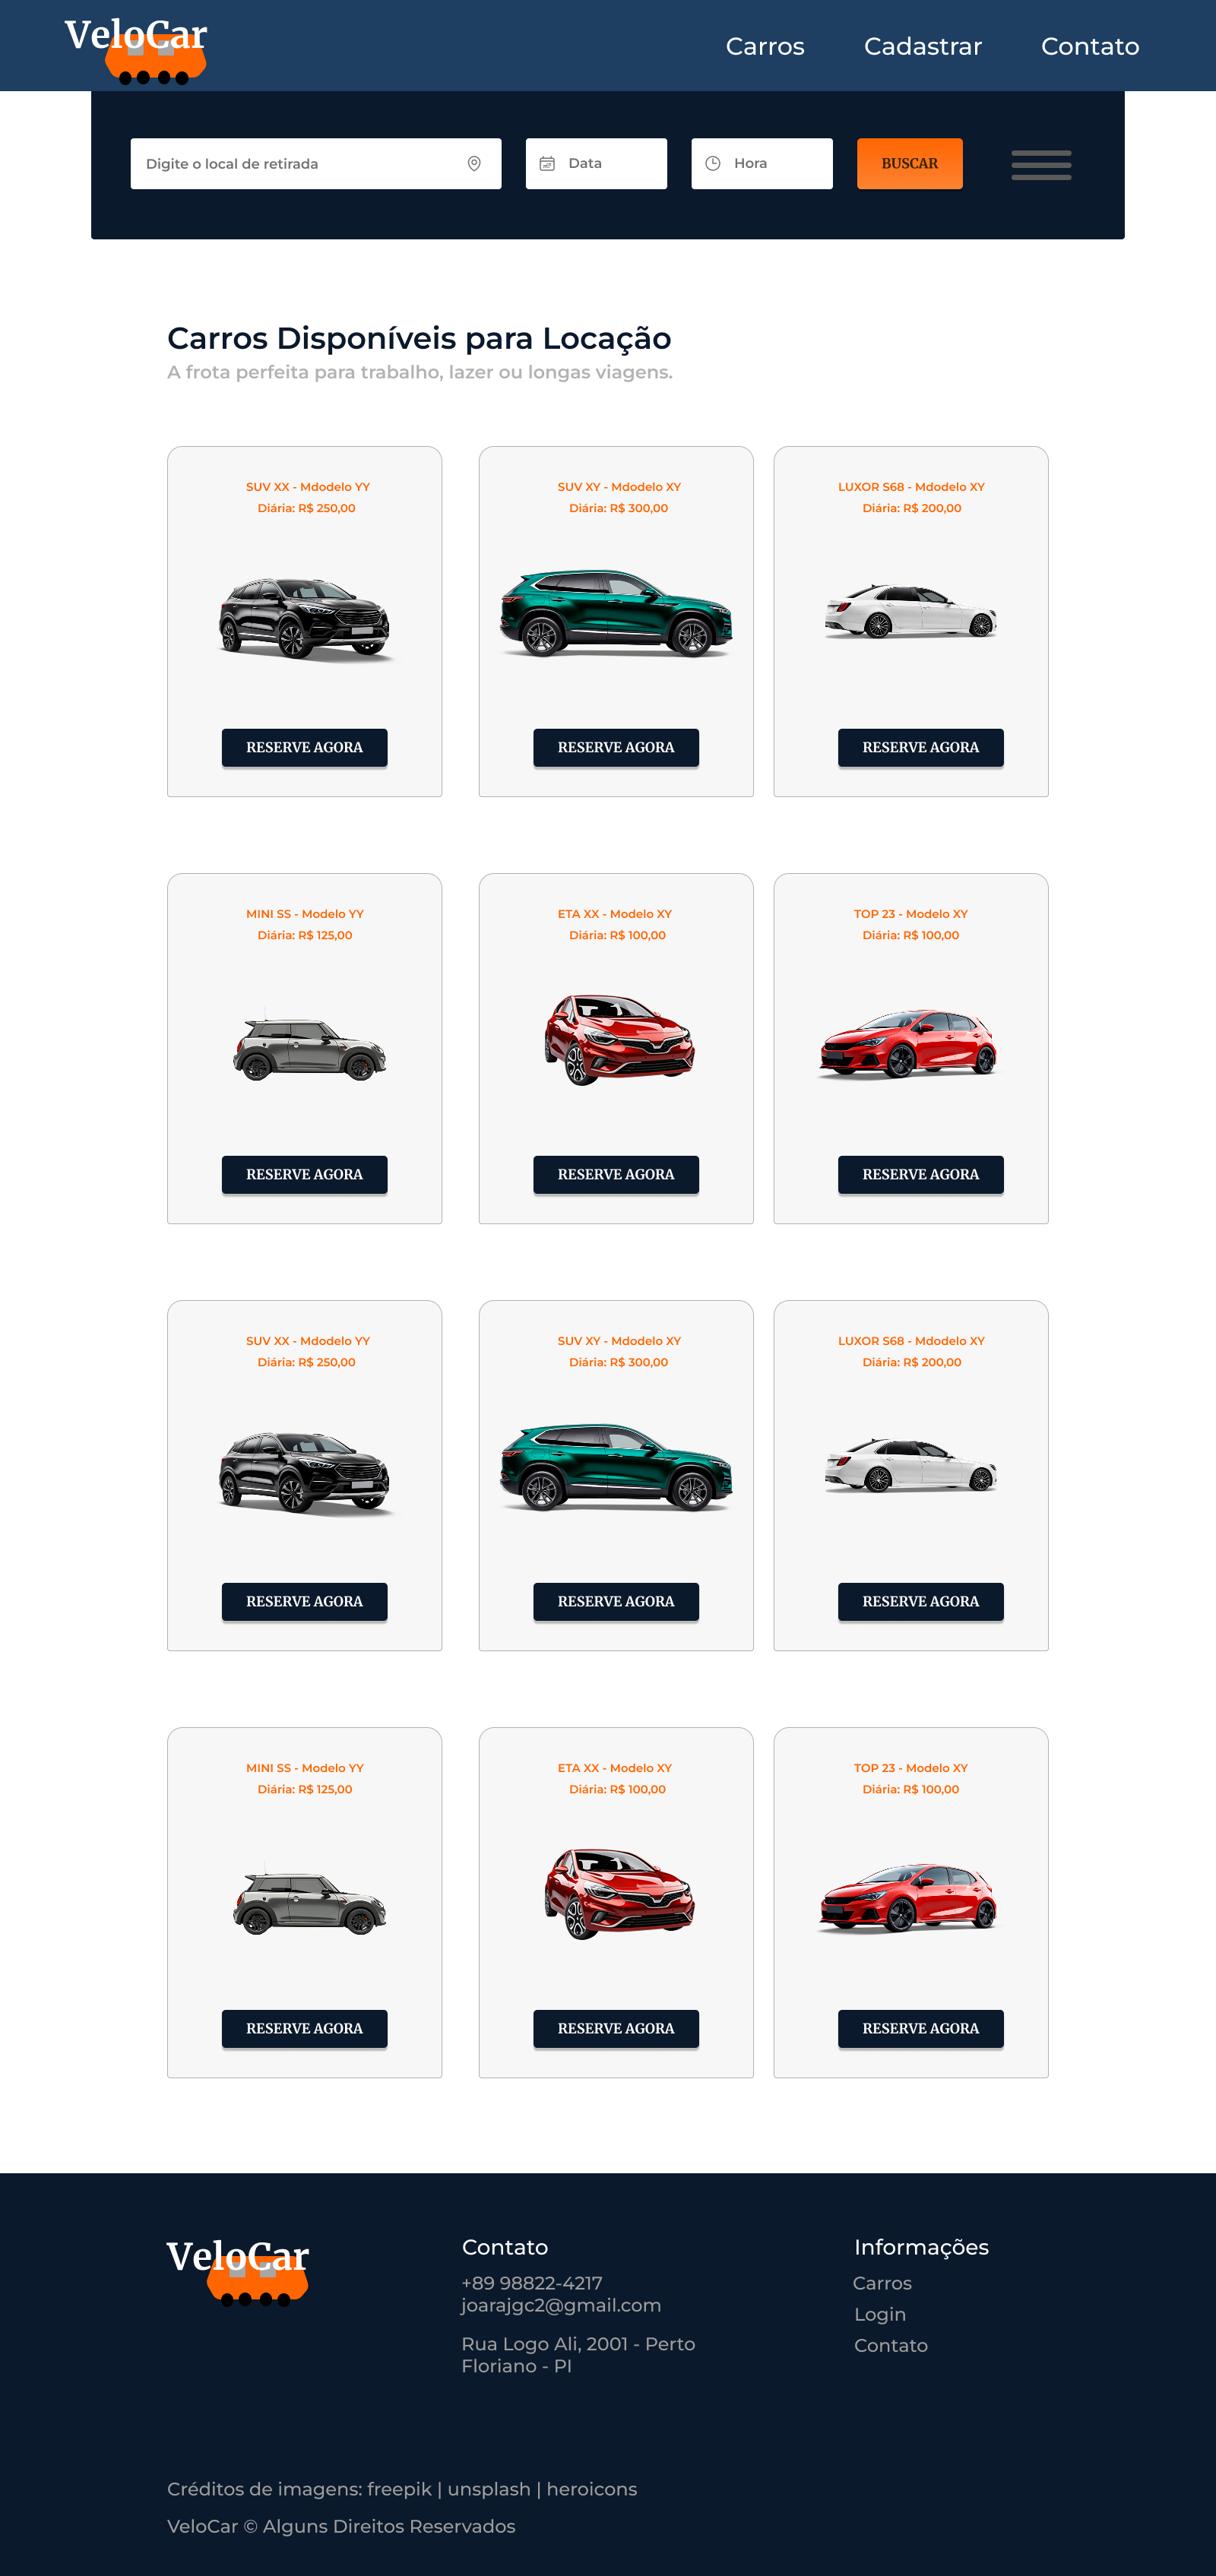 VeloCar
Carros
Cadastrar
Contato
Digite o local de retirada
Data
Hora
BUSCAR
Carros Disponíveis para Locação
A frota perfeita para trabalho, lazer ou longas viagens.
SUV XX - Mdodelo YY
Diária: R$ 250,00
RESERVE AGORA
SUV XY - Mdodelo XY
Diária: R$ 300,00
RESERVE AGORA
LUXOR S68 - Mdodelo XY
Diária: R$ 200,00
RESERVE AGORA
MINI SS - Modelo YY
Diária: R$ 125,00
RESERVE AGORA
ETA XX - Modelo XY
Diária: R$ 100,00
RESERVE AGORA
TOP 23 - Modelo XY
Diária: R$ 100,00
RESERVE AGORA
SUV XX - Mdodelo YY
Diária: R$ 250,00
RESERVE AGORA
SUV XY - Mdodelo XY
Diária: R$ 300,00
RESERVE AGORA
LUXOR S68 - Mdodelo XY
Diária: R$ 200,00
RESERVE AGORA
MINI SS - Modelo YY
Diária: R$ 125,00
RESERVE AGORA
ETA XX - Modelo XY
Diária: R$ 100,00
RESERVE AGORA
TOP 23 - Modelo XY
Diária: R$ 100,00
RESERVE AGORA
VeloCar
Contato
+89 98822-4217
joarajgc2@gmail.com
Rua Logo Ali, 2001 - Perto
Floriano - PI
Informações
Carros
Login
Contato
Créditos de imagens: freepik | unsplash | heroicons
VeloCar © Alguns Direitos Reservados